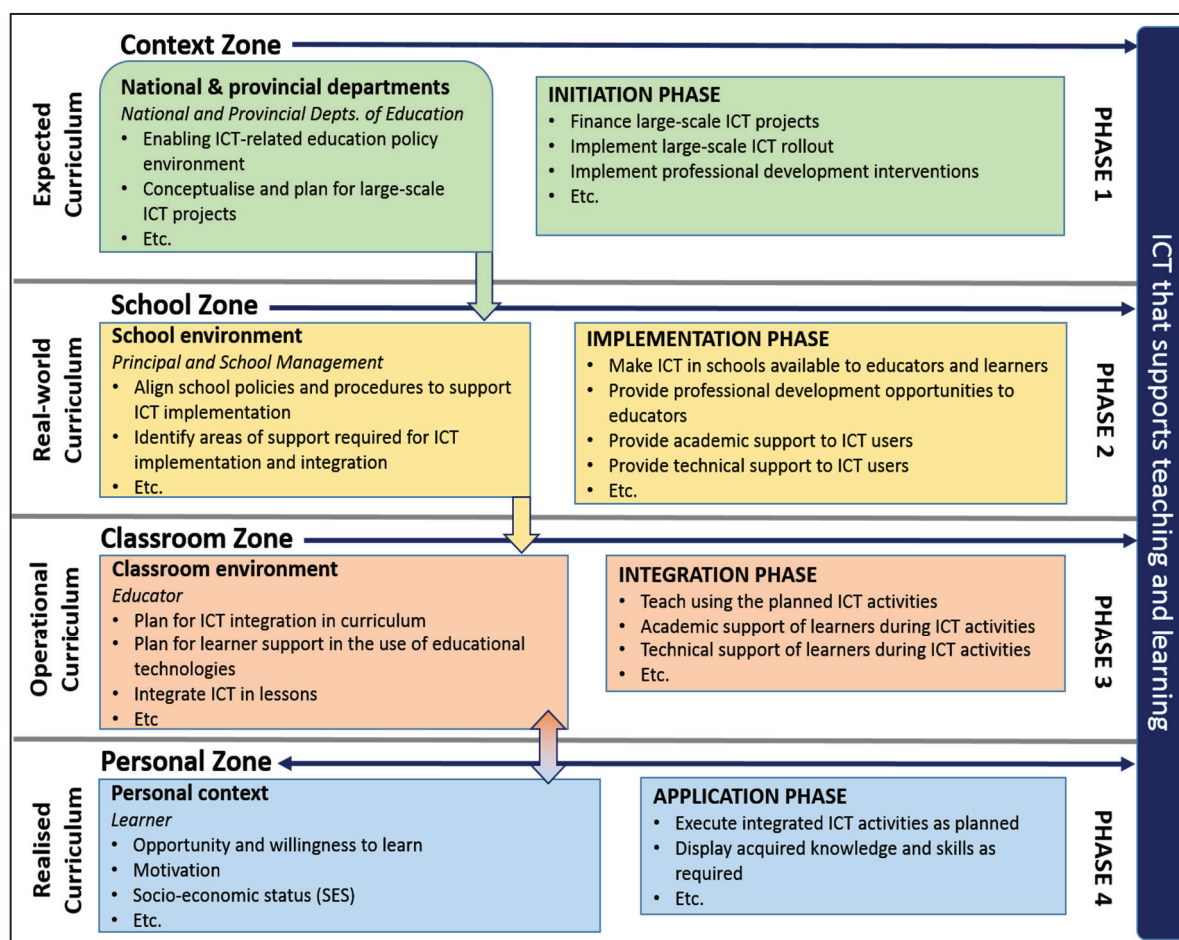 Context Zone
Expected
Curriculum
National & provincial departments
National and Provincial Depts. of Education
• Enabling ICT-related education policy
environment
• Conceptualise and plan for large-scale
ICT projects
• Etc.
INITIATION PHASE
• Finance large-scale ICT projects
• Implement large-scale ICT rollout
• Implement professional development interventions
• Etc.
PHASE 1
School Zone
Real-world
Curriculum
School environment
Principal and School Management
• Align school policies and procedures to support
ICT implementation
• Identify areas of support required for ICT
implementation and integration
• Etc.
IMPLEMENTATION PHASE
• Make ICT in schools available to educators and learners
• Provide professional development opportunities to
educators
• Provide academic support to ICT users
• Provide technical support to ICT users
• Etc.
PHASE 2
Classroom Zone
Operational
Curriculum
Classroom environment
Educator
• Plan for ICT integration in curriculum
• Plan for learner support in the use of educational
technologies
• Integrate ICT in lessons
• Etc
INTEGRATION PHASE
• Teach using the planned ICT activities
• Academic support of learners during ICT activities
• Technical support of learners during ICT activities
• Etc.
PHASE 3
Personal Zone
Realised
Curriculum
Personal context
Learner
• Opportunity and willingness to learn
• Motivation
• Socio-economic status (SES)
• Etc.
APPLICATION PHASE
• Execute integrated ICT activities as planned
• Display acquired knowledge and skills as
required
• Etc.
PHASE 4
ICT that supports teaching and learning